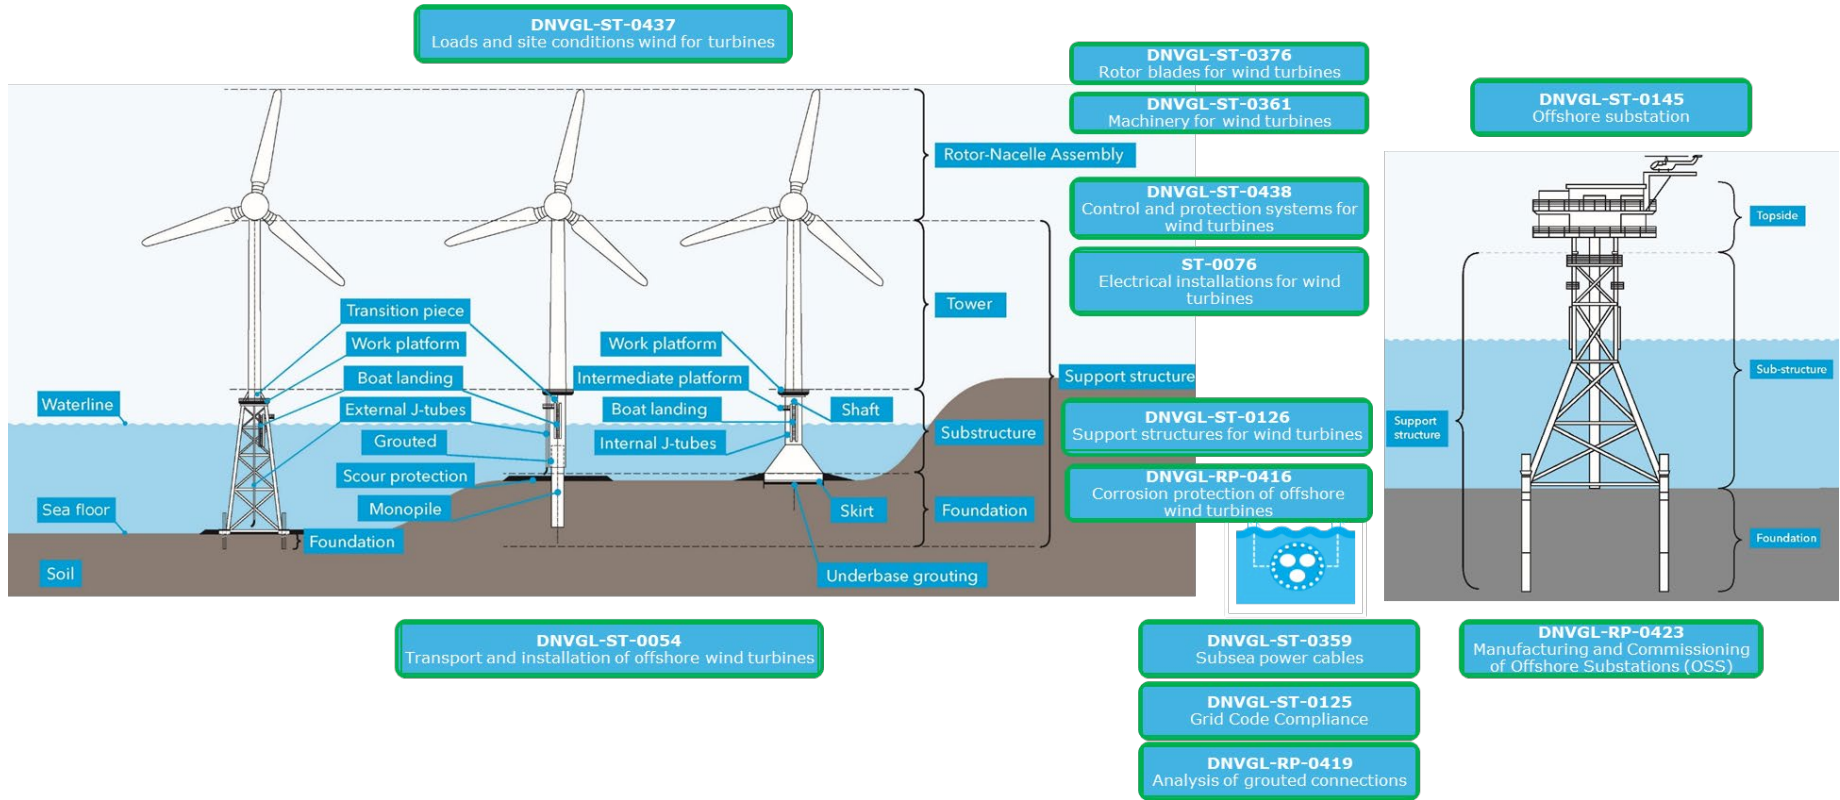 DNVGL-ST-0437
Loads and site conditions wind for turbines
DNVGL-ST-0376
Rotor blades for wind turbines
DNVGL-ST-0361
Machinery for wind turbines
DNVGL-ST-0145
Offshore substation
Rotor-Nacelle Assembly
DNVGL-ST-0438
Control and protection systems for
wind turbines
ST-0076
Electrical installations for wind
turbines
Topside
Tower
Transition piece
Work platform
Boat landing
External J-tubes
Grouted
Scour protection
Monopile
Foundation
Waterline
Sea floor
Soil
Work platform
Intermediate platform
Boat landing
Internal J-tubes
Shaft
Skirt
Underbase grouting
Substructure
Foundation
Support structure
DNVGL-ST-0126
Support structures for wind turbines
DNVGL-RP-0416
Corrosion protection of offshore
wind turbines
Support
structure
Sub-structure
Foundation
DNVGL-ST-0054
Transport and installation of offshore wind turbines
DNVGL-ST-0359
Subsea power cables
DNVGL-ST-0125
Grid Code Compliance
DNVGL-RP-0419
Analysis of grouted connections
DNVGL-RP-0423
Manufacturing and Commissioning
of Offshore Substations (OSS)